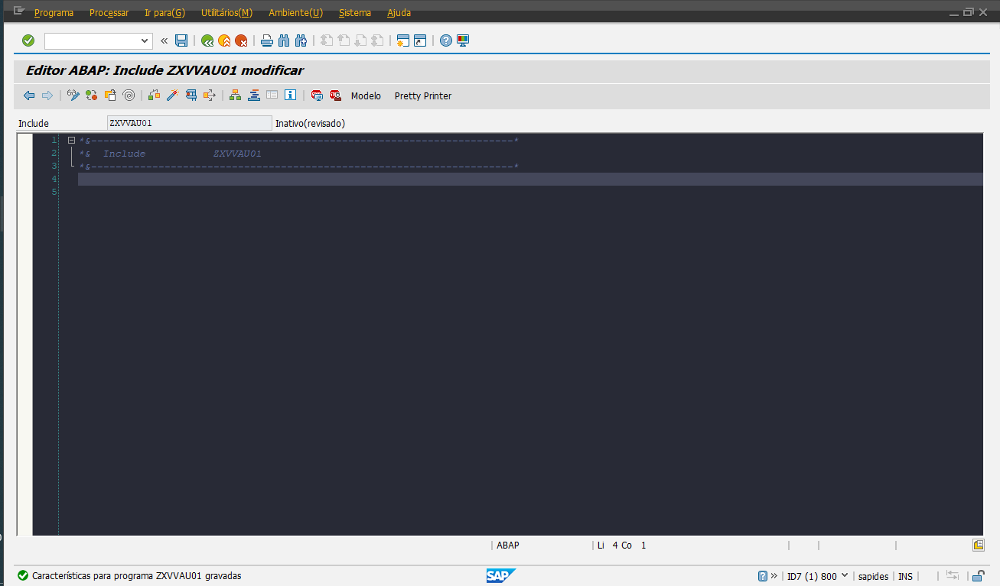 Programa Processar Ir para(G) Utilitários(M) Ambiente(U) Sistema Ajuda
Editor ABAP: Include ZXVVAU01 modificar
Modelo Pretty Printer
Include ZXVVAU01 Inativo(revisado)
1 *&---------------------------------------------------------------------*
2 *& Include ZXVVAU01
3 *&---------------------------------------------------------------------*
4
5
ABAP Li 4 Co 1
Características para programa ZXVVAU01 gravadas SAP ID7 (1) 800 sapides INS